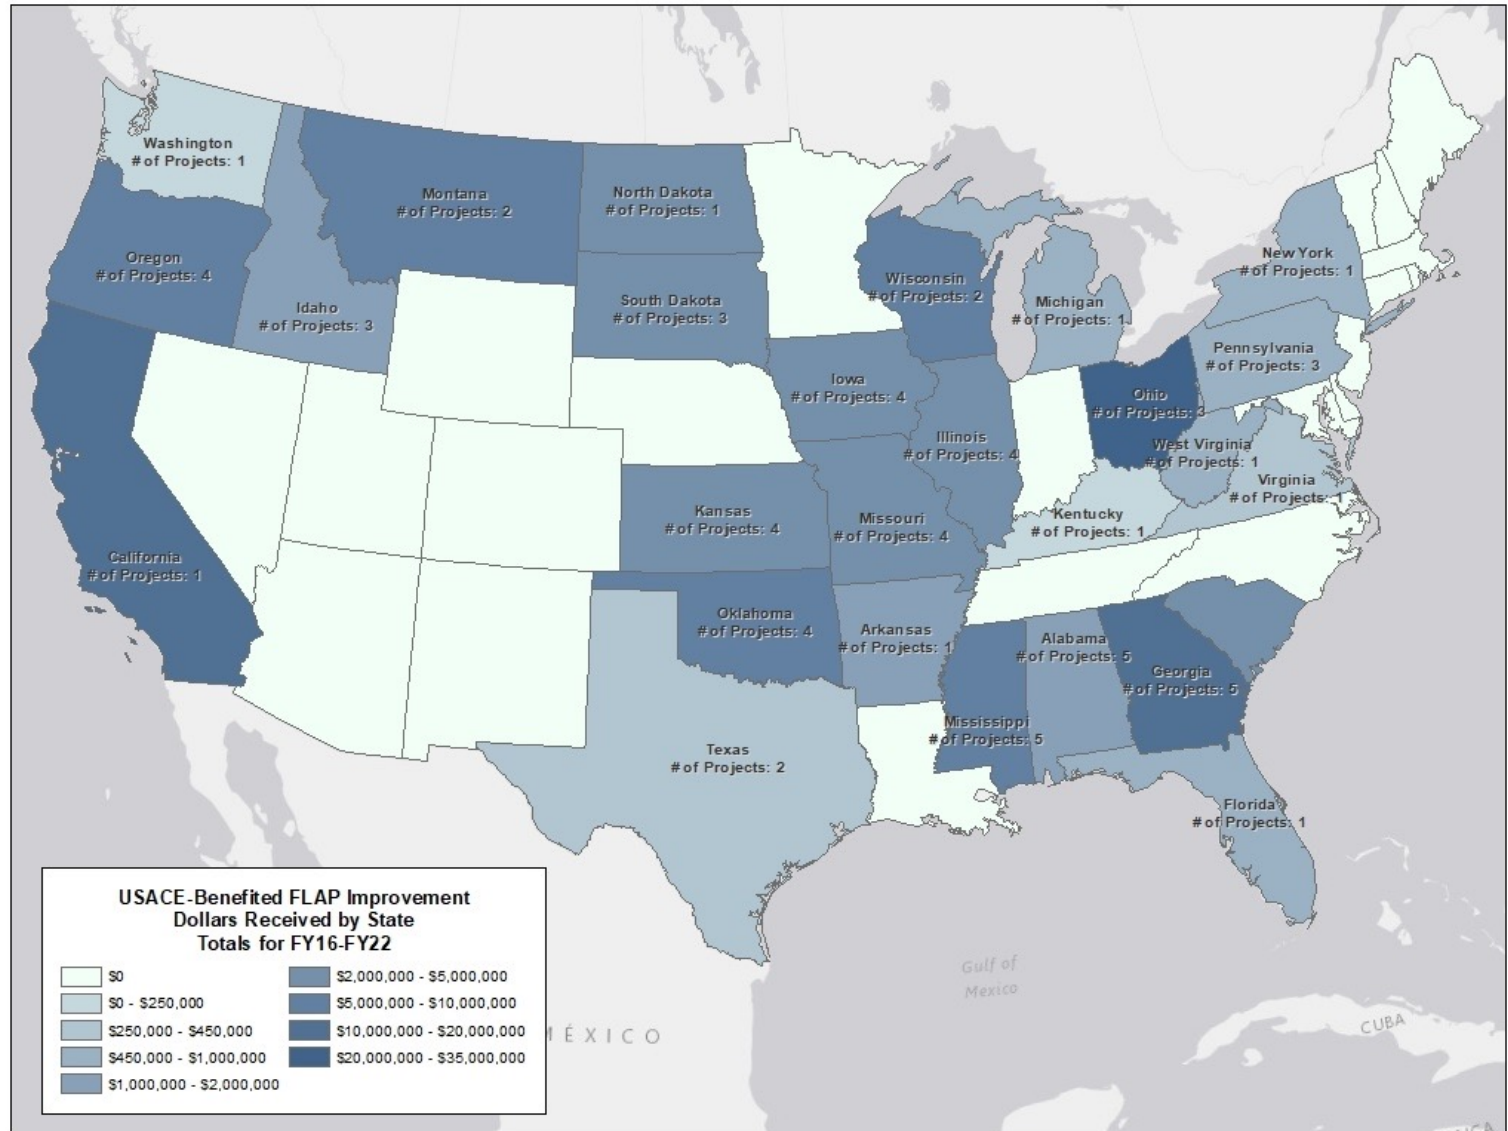 Washington
# of Projects: 1
Montana
# of Projects: 2
North Dakota
# of Projects: 1
Oregon
# of Projects: 4
Idaho
# of Projects: 3
South Dakota
# of Projects: 3
Wisconsin
# of Projects: 2
Michigan
# of Projects: 1
New York
# of Projects: 1
Pennsylvania
# of Projects: 3
Iowa
# of Projects: 4
Ohio
# of Projects: 3
Illinois
# of Projects: 4
West Virginia
# of Projects: 1
Virginia
# of Projects: 1
Kansas
# of Projects: 4
Missouri
# of Projects: 4
Kentucky
# of Projects: 1
California
# of Projects: 1
Oklahoma
# of Projects: 4
Arkansas
# of Projects: 1
Alabama
# of Projects: 5
Georgia
# of Projects: 5
Mississippi
# of Projects: 5
Texas
# of Projects: 2
Florida
# of Projects: 1
USACE-Benefited FLAP Improvement
Dollars Received by State
Totals for FY16-FY22
$0
$0 - $250,000
$250,000 - $450,000
$450,000 - $1,000,000
$1,000,000 - $2,000,000
$2,000,000 - $5,000,000
$5,000,000 - $10,000,000
$10,000,000 - $20,000,000
$20,000,000 - $35,000,000
Gulf of
Mexico
MÉXICO
CUBA